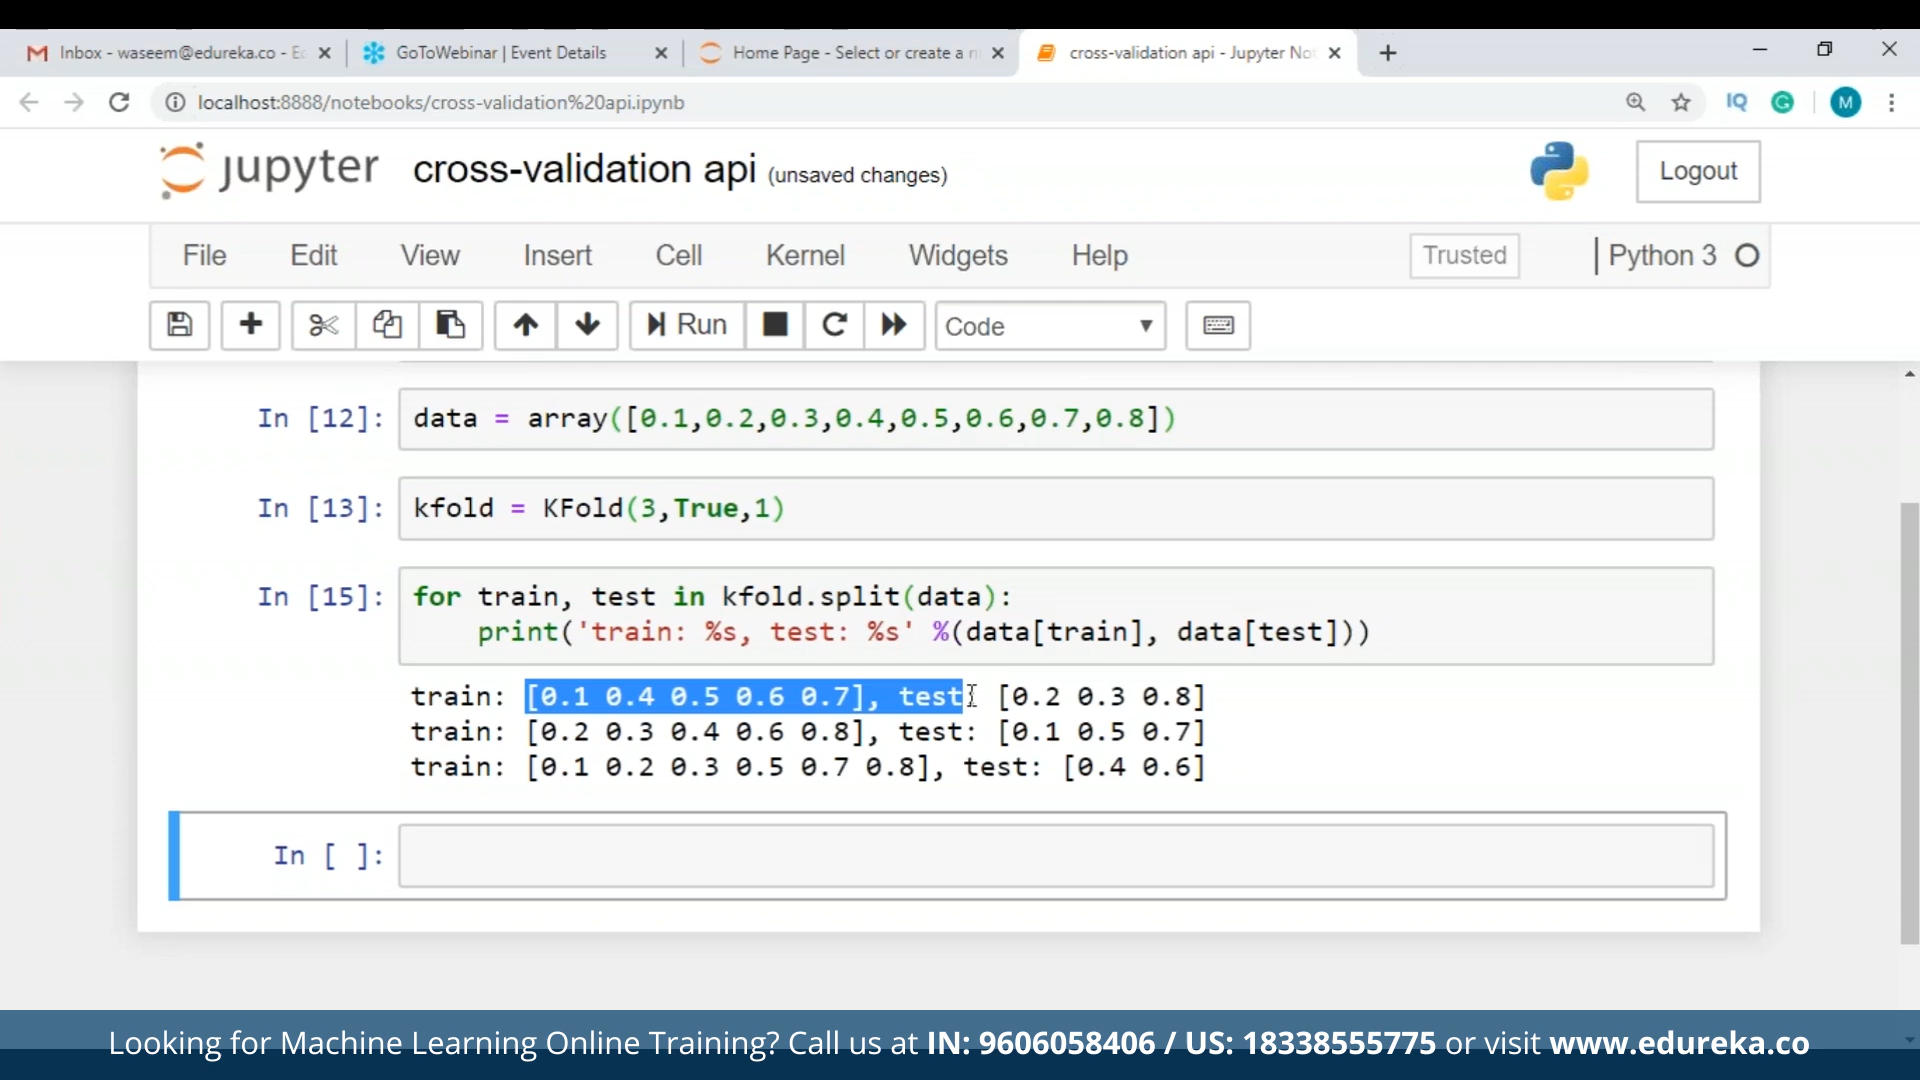 Inbox - waseem@edureka.co - E
GoToWebinar | Event Details
Home Page - Select or create a n
cross-validation api - Jupyter Not
localhost:8888/notebooks/cross-validation%20api.ipynb
IQ
G
M
jupyter
cross-validation api (unsaved changes)
Logout
File Edit View Insert Cell Kernel Widgets Help
Trusted
Python 3
Run
Code
In [12]: data = array([0.1,0.2,0.3,0.4,0.5,0.6,0.7,0.8])
In [13]: kfold = KFold(3,True,1)
In [15]: for train, test in kfold.split(data):
print('train: %s, test: %s' %(data[train], data[test]))
train: [0.1 0.4 0.5 0.6 0.7], test: [0.2 0.3 0.8]
train: [0.2 0.3 0.4 0.6 0.8], test: [0.1 0.5 0.7]
train: [0.1 0.2 0.3 0.5 0.7 0.8], test: [0.4 0.6]
In [ ]:
Looking for Machine Learning Online Training? Call us at IN: 9606058406 / US: 18338555775 or visit www.edureka.co